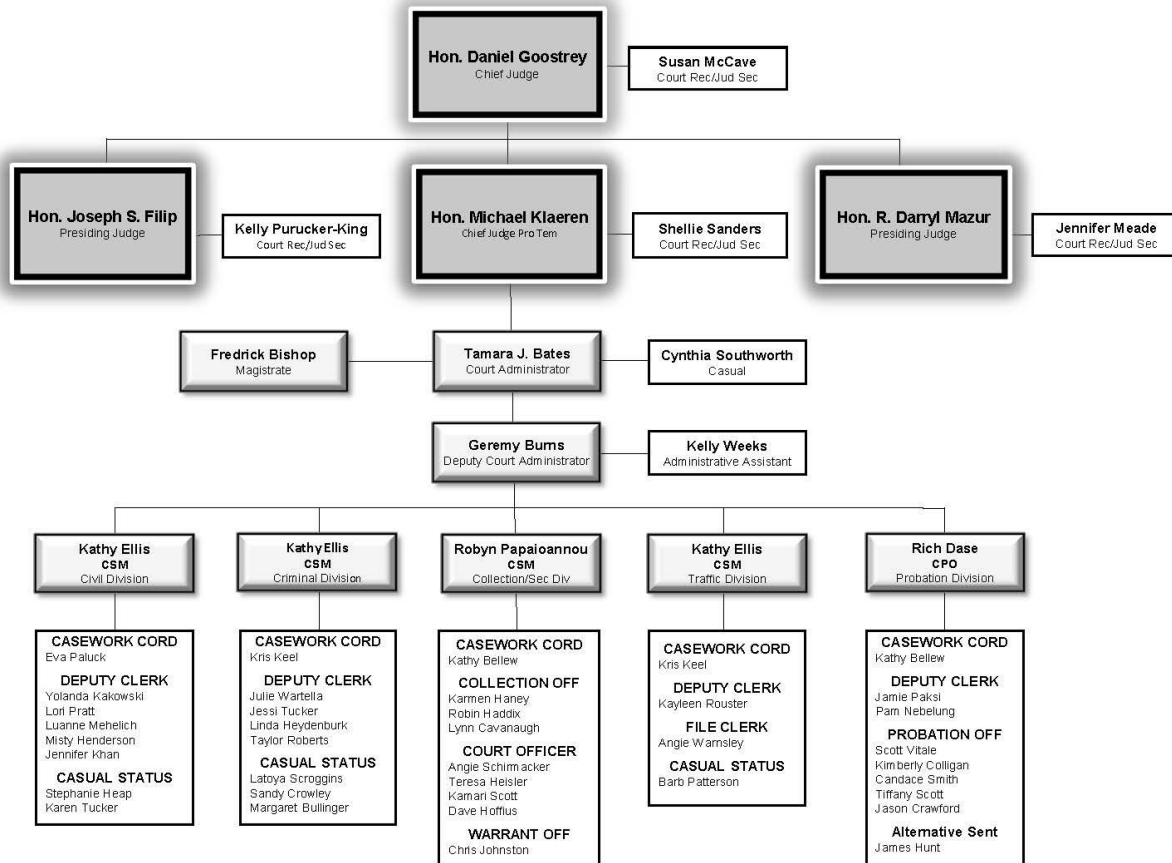 Hon. Daniel Goostrey
Chief Judge
Susan McCave
Court Rec/Jud Sec
Hon. Joseph S. Filip
Presiding Judge
Kelly Purucker-King
Court Rec/Jud Sec
Hon. Michael Klaeren
Chief Judge Pro Tem
Shellie Sanders
Court Rec/Jud Sec
Hon. R. Darryl Mazur
Presiding Judge
Jennifer Meade
Court Rec/Jud Sec
Fredrick Bishop
Magistrate
Tamara J. Bates
Court Administrator
Cynthia Southworth
Casual
Geremy Burns
Deputy Court Administrator
Kelly Weeks
Administrative Assistant
Kathy Ellis
CSM
Civil Division
Kathy Ellis
CSM
Criminal Division
Robyn Papaioannou
CSM
Collection/Sec Div
Kathy Ellis
CSM
Traffic Division
Rich Dase
CPO
Probation Division
CASEWORK CORD
Eva Paluck
DEPUTY CLERK
Yolanda Kakowski
Lori Pratt
Luanne Mehelich
Misty Henderson
Jennifer Khan
CASUAL STATUS
Stephanie Heap
Karen Tucker
CASEWORK CORD
Kris Keel
DEPUTY CLERK
Julie Wartella
Jessi Tucker
Linda Heydenburk
Taylor Roberts
CASUAL STATUS
Latoya Scroggins
Sandy Crowley
Margaret Bullinger
CASEWORK CORD
Kathy Bellew
COLLECTION OFF
Karmen Haney
Robin Haddix
Lynn Cavanaugh
COURT OFFICER
Angie Schirmacker
Teresa Heisler
Kamari Scott
Dave Hoffius
WARRANT OFF
Chris Johnston
CASEWORK CORD
Kris Keel
DEPUTY CLERK
Kayleen Rouster
FILE CLERK
Angie Warnsley
CASUAL STATUS
Barb Patterson
CASEWORK CORD
Kathy Bellew
DEPUTY CLERK
Jamie Paksi
Pam Nebelung
PROBATION OFF
Scott Vitale
Kimberly Colligan
Candace Smith
Tiffany Scott
Jason Crawford
Alternative Sent
James Hunt